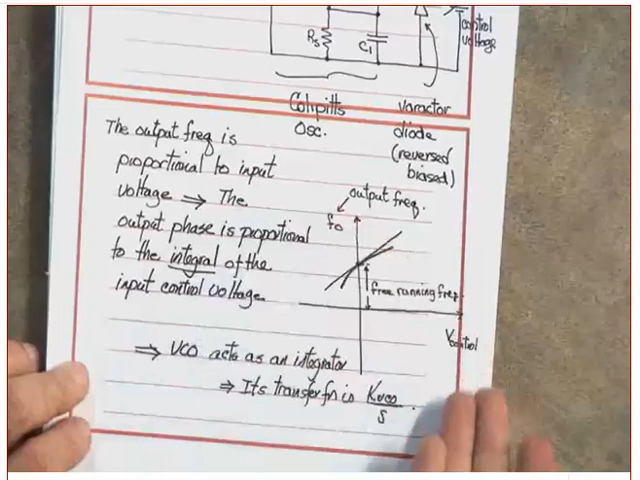 Rs
C1
control
voltage
Colipitts
Osc.
varactor
diode
(reversed
biased)
The output freq is
proportional to input
voltage ⇒ The
output phase is proportional
to the integral of the
input control voltage.
output freq.
fo
free running freq.
Vcontrol
⇒ VCO acts as an integrator
⇒ Its transfer fn is Kvco/s.